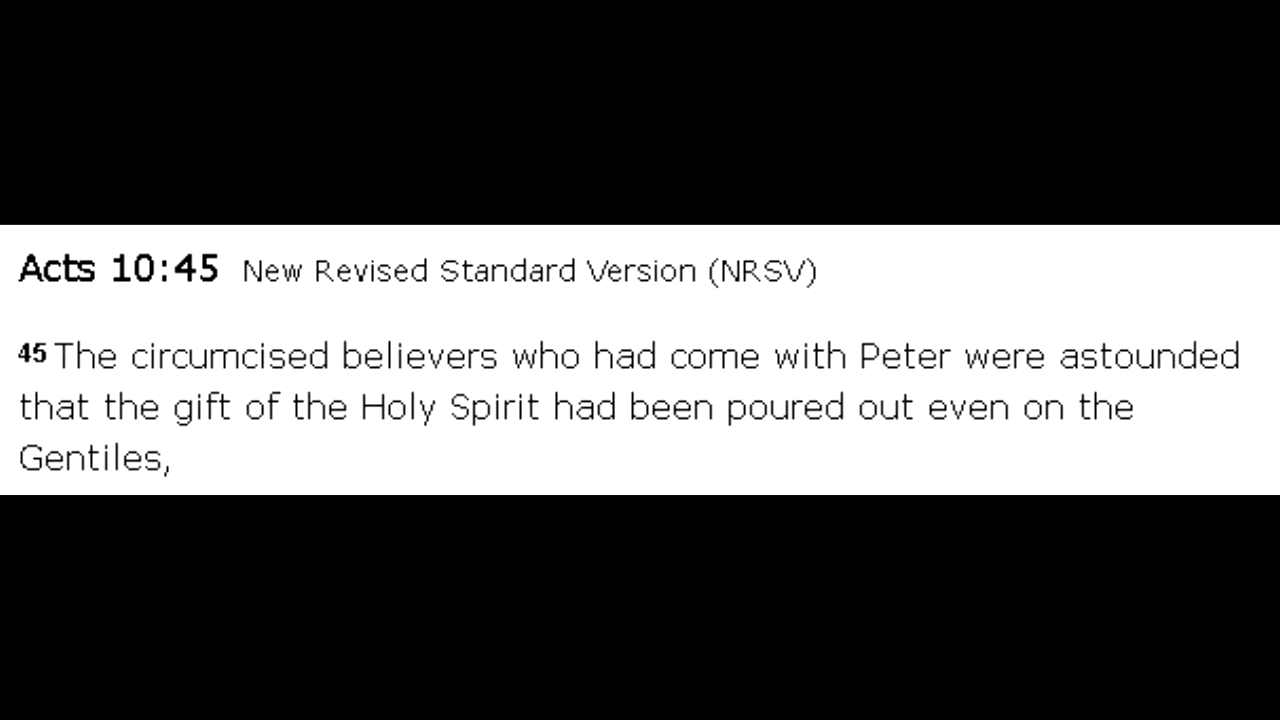 Acts 10:45 New Revised Standard Version (NRSV)
45 The circumcised believers who had come with Peter were astounded
that the gift of the Holy Spirit had been poured out even on the
Gentiles,